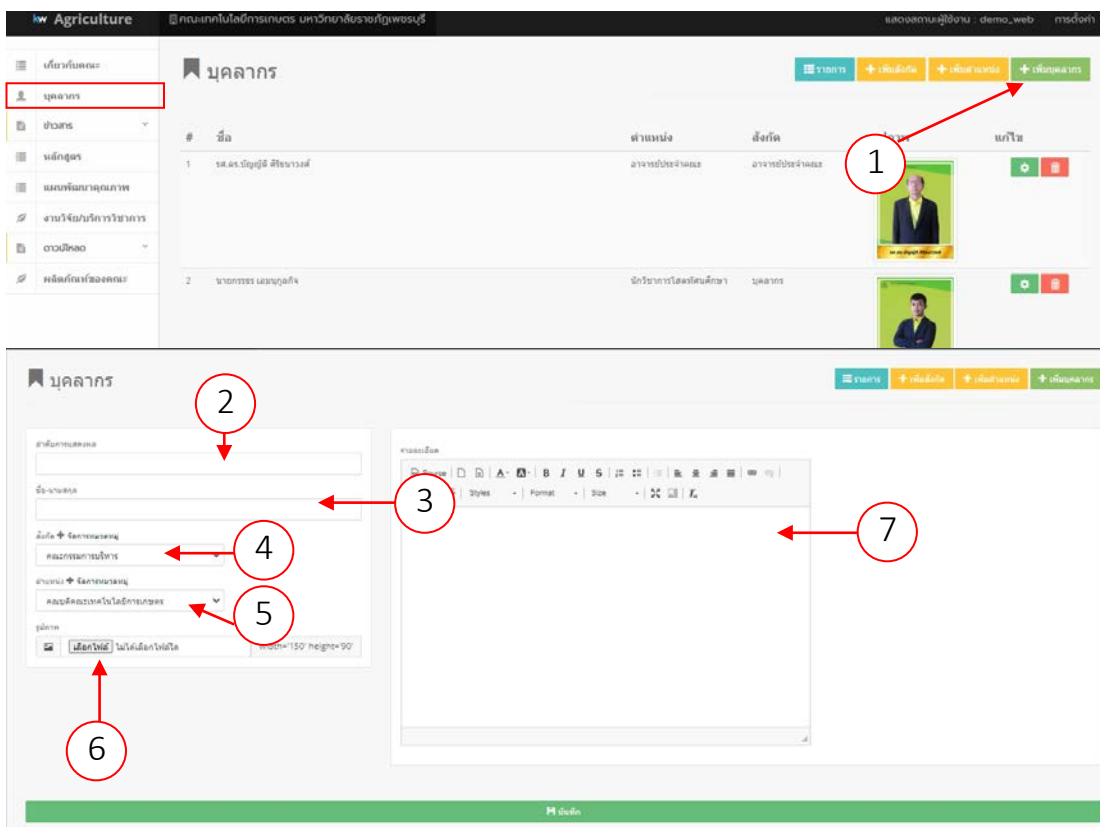 kw Agriculture
คณะเทคโนโลยีการเกษตร มหาวิทยาลัยราชภัฏเพชรบุรี
แสดงสถานะผู้ใช้งาน : demo_web
การตั้งค่า
เกี่ยวกับคณะ
บุคลากร
ข่าวสาร
หลักสูตร
แผนพัฒนาคุณภาพ
งานวิจัย/บริการวิชาการ
ดาวน์โหลด
ผลิตภัณฑ์ของคณะ
บุคลากร
รายการ
เพิ่มสังกัด
เพิ่มตำแหน่ง
เพิ่มบุคลากร
1
# ชื่อ ตำแหน่ง สังกัด แก้ไข
1 รศ.ดร.บัญญัติ ศิริธนาวงศ์ อาจารย์ประจำคณะ อาจารย์ประจำคณะ
2 นักวิชาการโสตทัศนศึกษา บุคลากร
บุคลากร
รายการ
เพิ่มสังกัด
เพิ่มตำแหน่ง
เพิ่มบุคลากร
2
ลำดับการแสดงผล
ชื่อ-นามสกุล
3
สังกัด จัดการหมวดหมู่
คณะกรรมการบริหาร
4
ตำแหน่ง จัดการหมวดหมู่
คณบดีคณะเทคโนโลยีการเกษตร
5
รูปภาพ
เลือกไฟล์ ไม่ได้เลือกไฟล์ใด
height='90'
6
รายละเอียด
B I U S
Styles Format Size
7
บันทึก